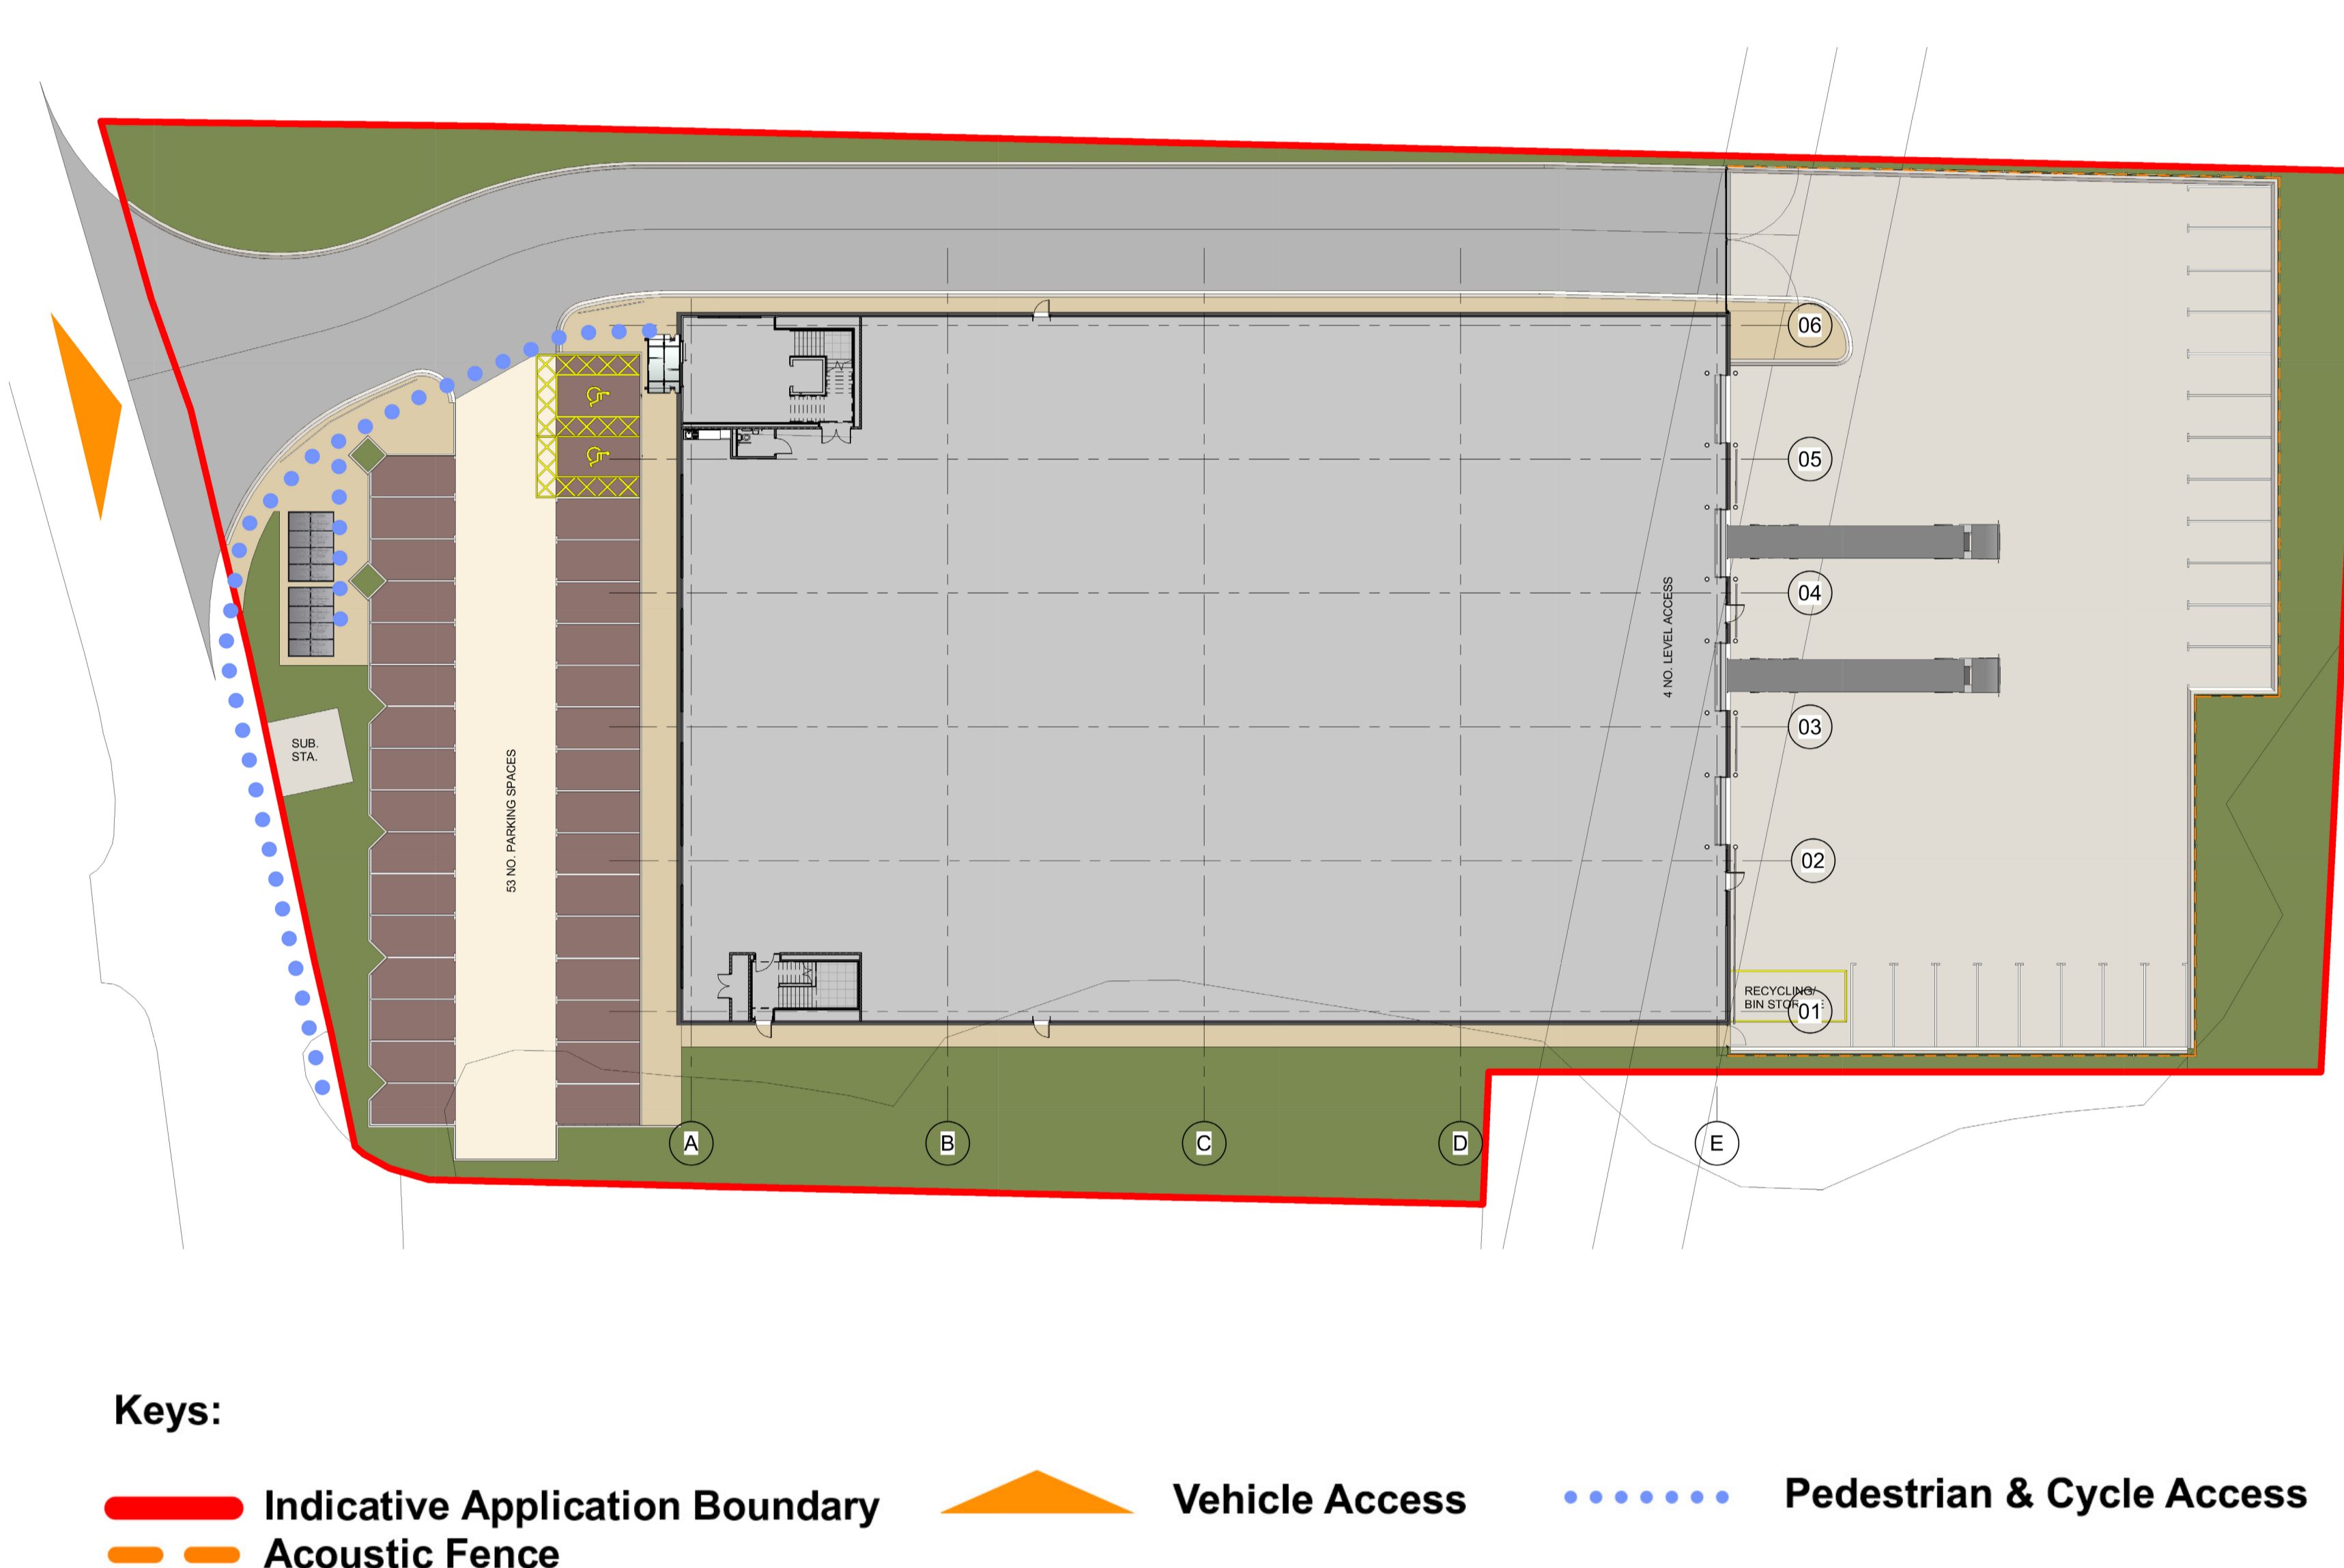 06
05
04
03
02
01
4 NO. LEVEL ACCESS
SUB.
STA.
53 NO. PARKING SPACES
RECYCLING/
BIN
A
B
C
D
E
Keys:
Indicative Application Boundary
Vehicle Access
Pedestrian & Cycle Access
Acoustic Fence